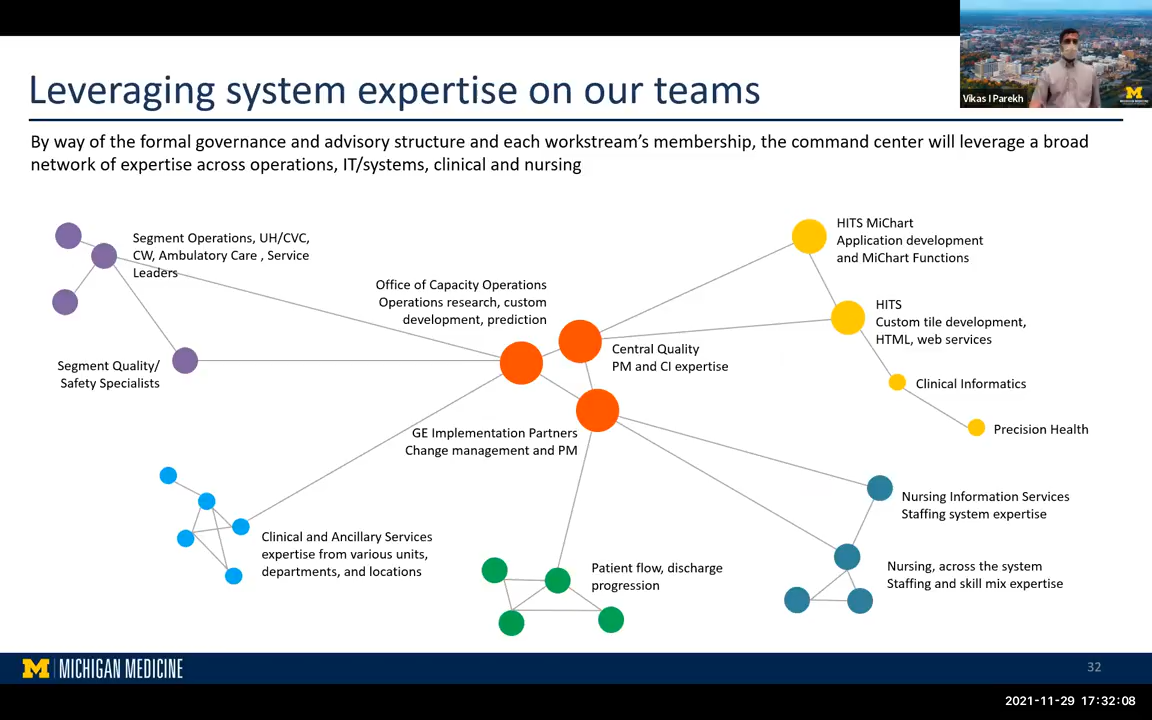 Leveraging system expertise on our teams
Vikas I Parekh
By way of the formal governance and advisory structure and each workstream's membership, the command center will leverage a broad
network of expertise across operations, IT/systems, clinical and nursing
Segment Operations, UH/CVC,
CW, Ambulatory Care , Service
Leaders
Office of Capacity Operations
Operations research, custom
development, prediction
HITS MiChart
Application development
and MiChart Functions
HITS
Custom tile development,
HTML, web services
Central Quality
PM and CI expertise
Segment Quality/
Safety Specialists
Clinical Informatics
Precision Health
GE Implementation Partners
Change management and PM
Nursing Information Services
Staffing system expertise
Clinical and Ancillary Services
expertise from various units,
departments, and locations
Patient flow, discharge
progression
Nursing, across the system
Staffing and skill mix expertise
M MICHIGAN MEDICINE
32
2021-11-29 17:32:08